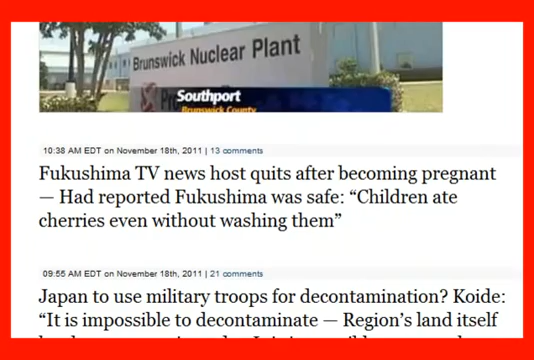 Brunswick Nuclear Plant
Southport
Brunswick County
10:38 AM EDT on November 18th, 2011 | 13 comments
Fukushima TV news host quits after becoming pregnant
— Had reported Fukushima was safe: “Children ate
cherries even without washing them”
09:55 AM EDT on November 18th, 2011 | 21 comments
Japan to use military troops for decontamination? Koide:
“It is impossible to decontaminate — Region’s land itself